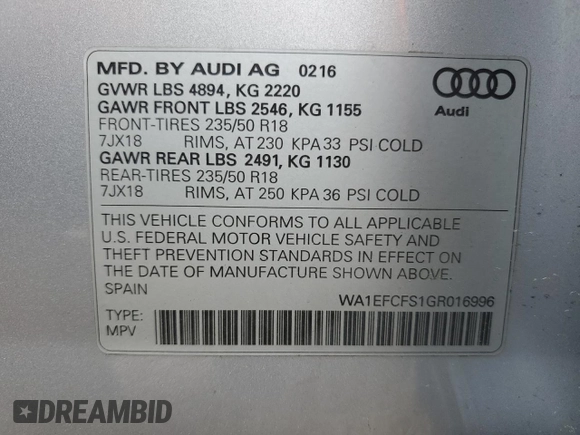 MFD. BY AUDI AG 0216
GVWR LBS 4894, KG 2220
GAWR FRONT LBS 2546, KG 1155
FRONT-TIRES 235/50 R18
7JX18 RIMS, AT 230 KPA 33 PSI COLD
GAWR REAR LBS 2491, KG 1130
REAR-TIRES 235/50 R18
7JX18 RIMS, AT 250 KPA 36 PSI COLD
Audi
THIS VEHICLE CONFORMS TO ALL APPLICABLE
U.S. FEDERAL MOTOR VEHICLE SAFETY AND
THEFT PREVENTION STANDARDS IN EFFECT ON
THE DATE OF MANUFACTURE SHOWN ABOVE.
SPAIN
WA1EFCFS1GR016996
TYPE:
MPV
DREAMBID